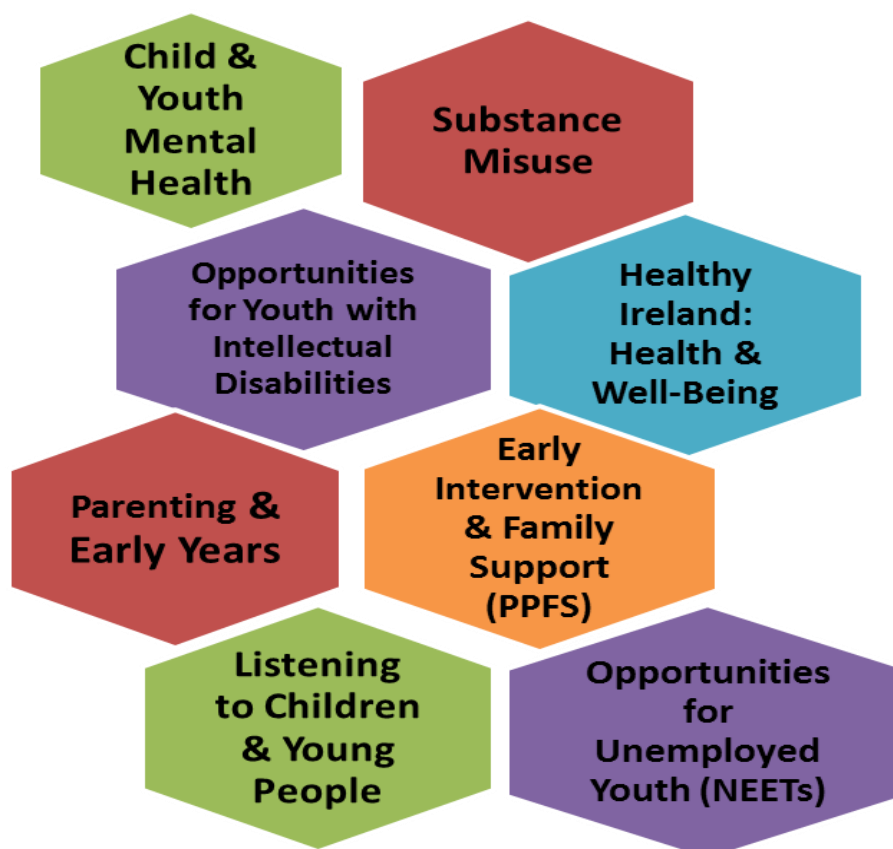 Child &
Youth
Mental
Health
Substance
Misuse
Opportunities
for Youth with
Intellectual
Disabilities
Healthy
Ireland:
Health &
Well-Being
Parenting &
Early Years
Early
Intervention
& Family
Support
(PPFS)
Listening
to Children
& Young
People
Opportunities
for
Unemployed
Youth (NEETs)